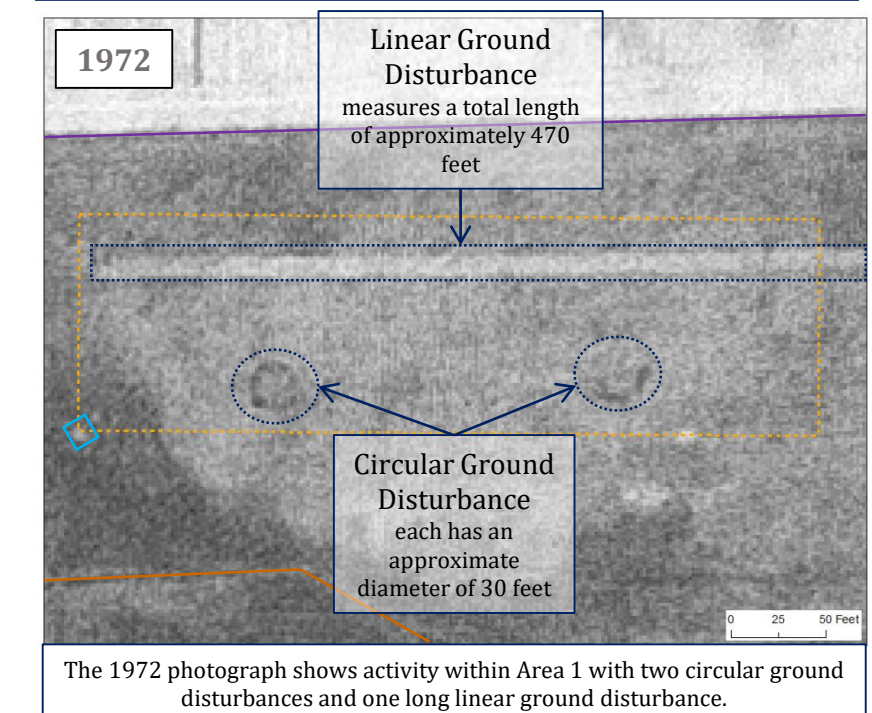 1972
Linear Ground
Disturbance
measures a total length
of approximately 470
feet
Circular Ground
Disturbance
each has an
approximate
diameter of 30 feet
0 25 50 Feet
The 1972 photograph shows activity within Area 1 with two circular ground
disturbances and one long linear ground disturbance.